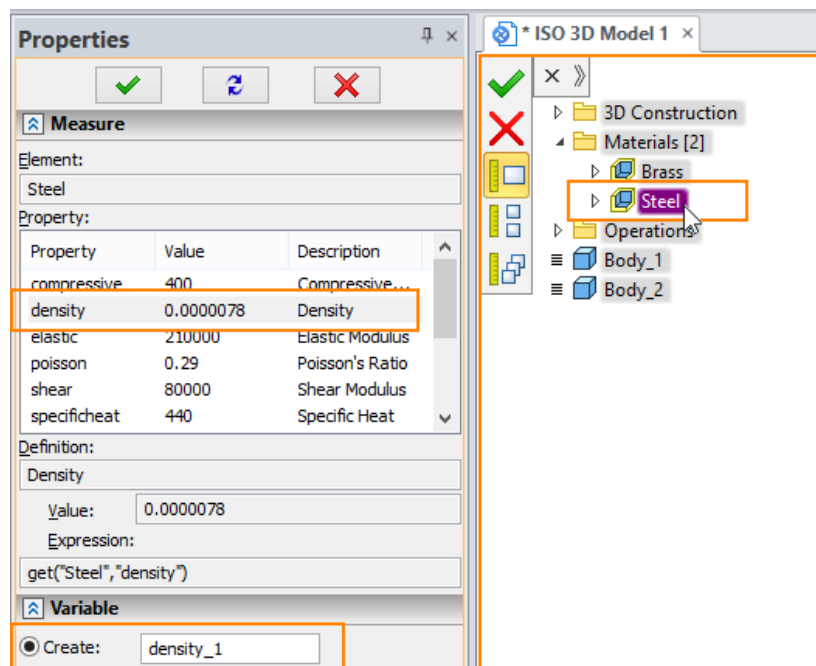 Properties
Measure
Element:
Steel
Property:
Property Value Description
compressive 400 Compressive...
density 0.0000078 Density
elastic 210000 Elastic Modulus
poisson 0.29 Poisson's Ratio
shear 80000 Shear Modulus
specificheat 440 Specific Heat
Definition:
Density
Value: 0.0000078
Expression:
get("Steel","density")
Variable
Create: density_1
* ISO 3D Model 1
3D Construction
Materials [2]
Brass
Steel
Operations
Body_1
Body_2